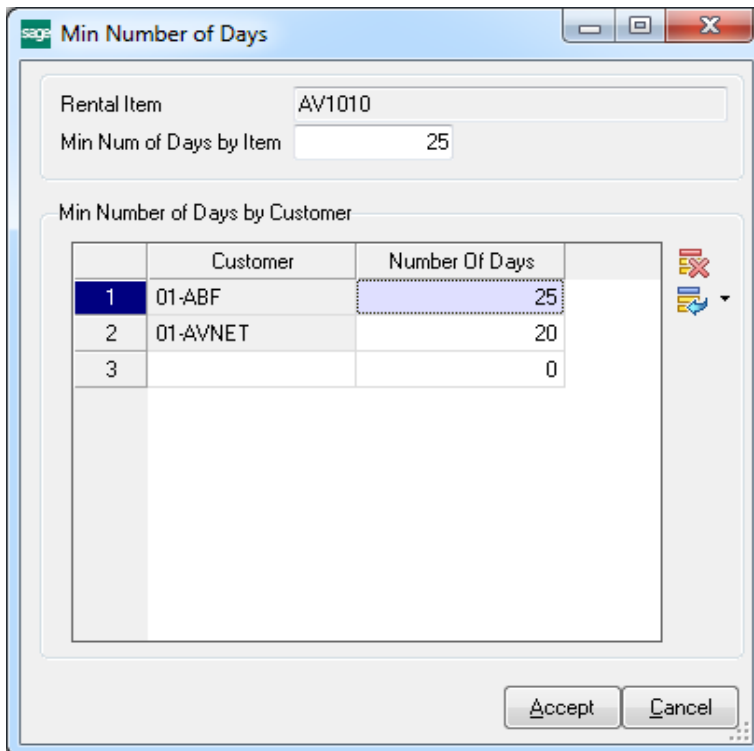 sage Min Number of Days
Rental Item AV1010
Min Num of Days by Item 25
Min Number of Days by Customer
Customer Number Of Days
1 01-ABF 25
2 01-AVNET 20
3 0
Accept Cancel